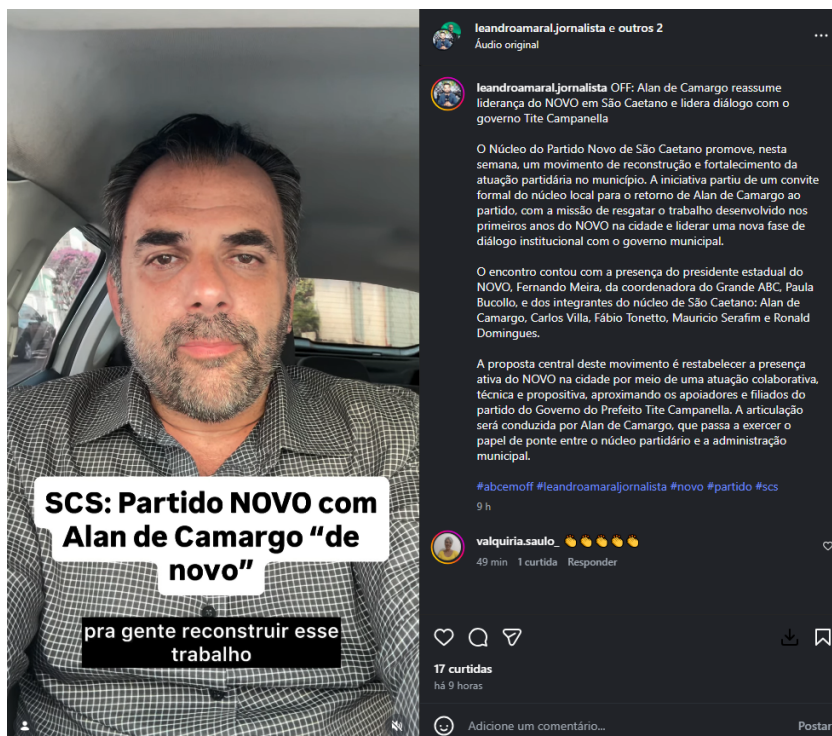 leandroamaral.jornalista e outros 2
Áudio original
leandroamaral.jornalista OFF: Alan de Camargo reassume
liderança do NOVO em São Caetano e lidera diálogo com o
governo Tite Campanella
O Núcleo do Partido Novo de São Caetano promove, nesta
semana, um movimento de reconstrução e fortalecimento da
atuação partidária no município. A iniciativa partiu de um convite
formal do núcleo local para o retorno de Alan de Camargo ao
partido, com a missão de resgatar o trabalho desenvolvido nos
primeiros anos do NOVO na cidade e liderar uma nova fase de
diálogo institucional com o governo municipal.
O encontro contou com a presença do presidente estadual do
NOVO, Fernando Meira, da coordenadora do Grande ABC, Paula
Bucollo, e dos integrantes do núcleo de São Caetano: Alan de
Camargo, Carlos Villa, Fábio Tonetto, Mauricio Serafim e Ronald
Domingues.
A proposta central deste movimento é restabelecer a presença
ativa do NOVO na cidade por meio de uma atuação colaborativa,
técnica e propositiva, aproximando os apoiadores e filiados do
partido do Governo do Prefeito Tite Campanella. A articulação
será conduzida por Alan de Camargo, que passa a exercer o
papel de ponte entre o núcleo partidário e a administração
municipal.
#abcemoff #leandroamaraljornalista #novo #partido #scs
9 h
valquiria.saulo_ 👏👏👏👏👏
49 min 1 curtida Responder
17 curtidas
há 9 horas
Adicione um comentário...
Postar
SCS: Partido NOVO com
Alan de Camargo “de
novo”
pra gente reconstruir esse
trabalho